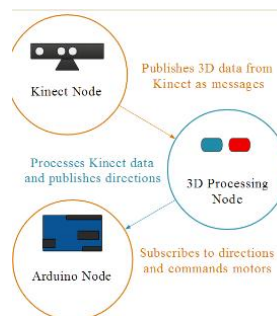 Publishes 3D data from
Kinect as messages
Kinect Node
Processes Kinect data
and publishes directions
3D Processing
Node
Arduino Node
Subscribes to directions
and commands motors